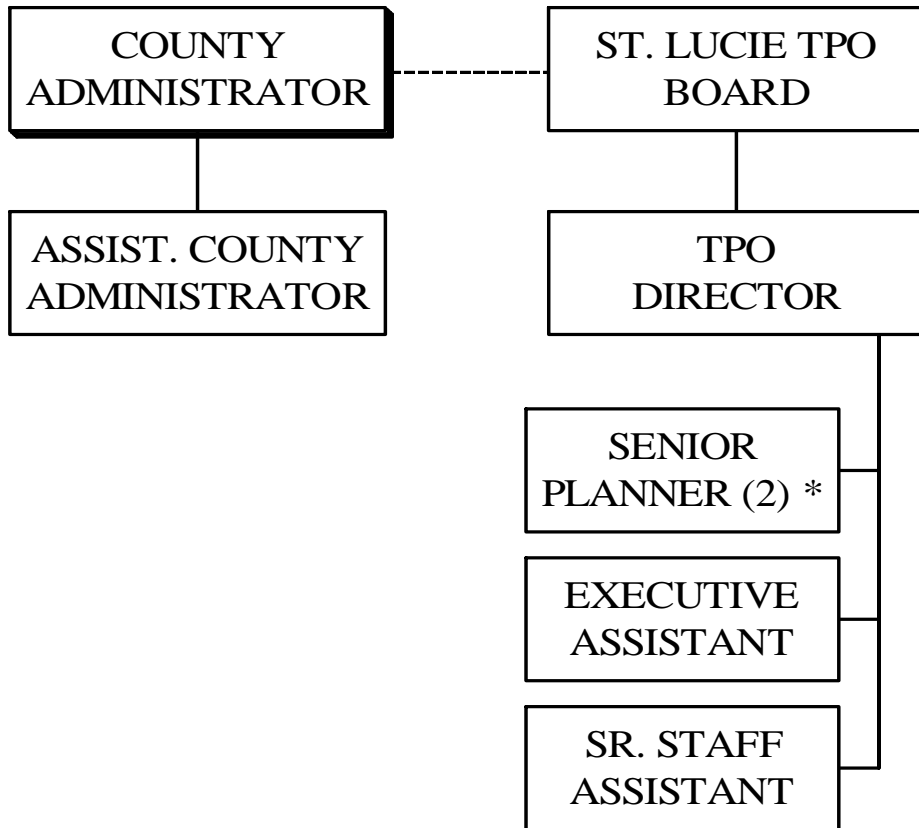 COUNTY
ADMINISTRATOR
ST. LUCIE TPO
BOARD
ASSIST. COUNTY
ADMINISTRATOR
TPO
DIRECTOR
SENIOR
PLANNER (2) *
EXECUTIVE
ASSISTANT
SR. STAFF
ASSISTANT